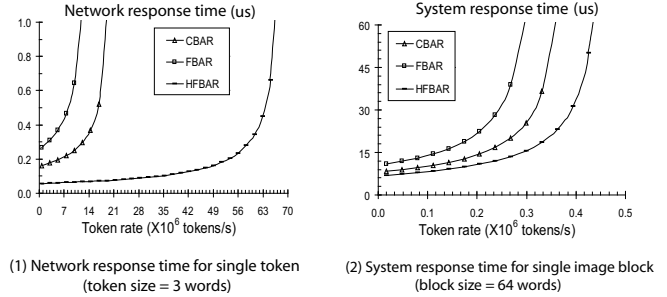 Network response time (us)
1.0
0.8
0.6
0.4
0.2
0.0
CBAR
FBAR
HFBAR
0 7 14 21 28 35 42 49 56 63 70
Token rate (X10⁶ tokens/s)
(1) Network response time for single token
(token size = 3 words)
System response time (us)
60
45
30
15
0
CBAR
FBAR
HFBAR
0.0 0.1 0.2 0.3 0.4 0.5
Token rate (X10⁶ tokens/s)
(2) System response time for single image block
(block size = 64 words)